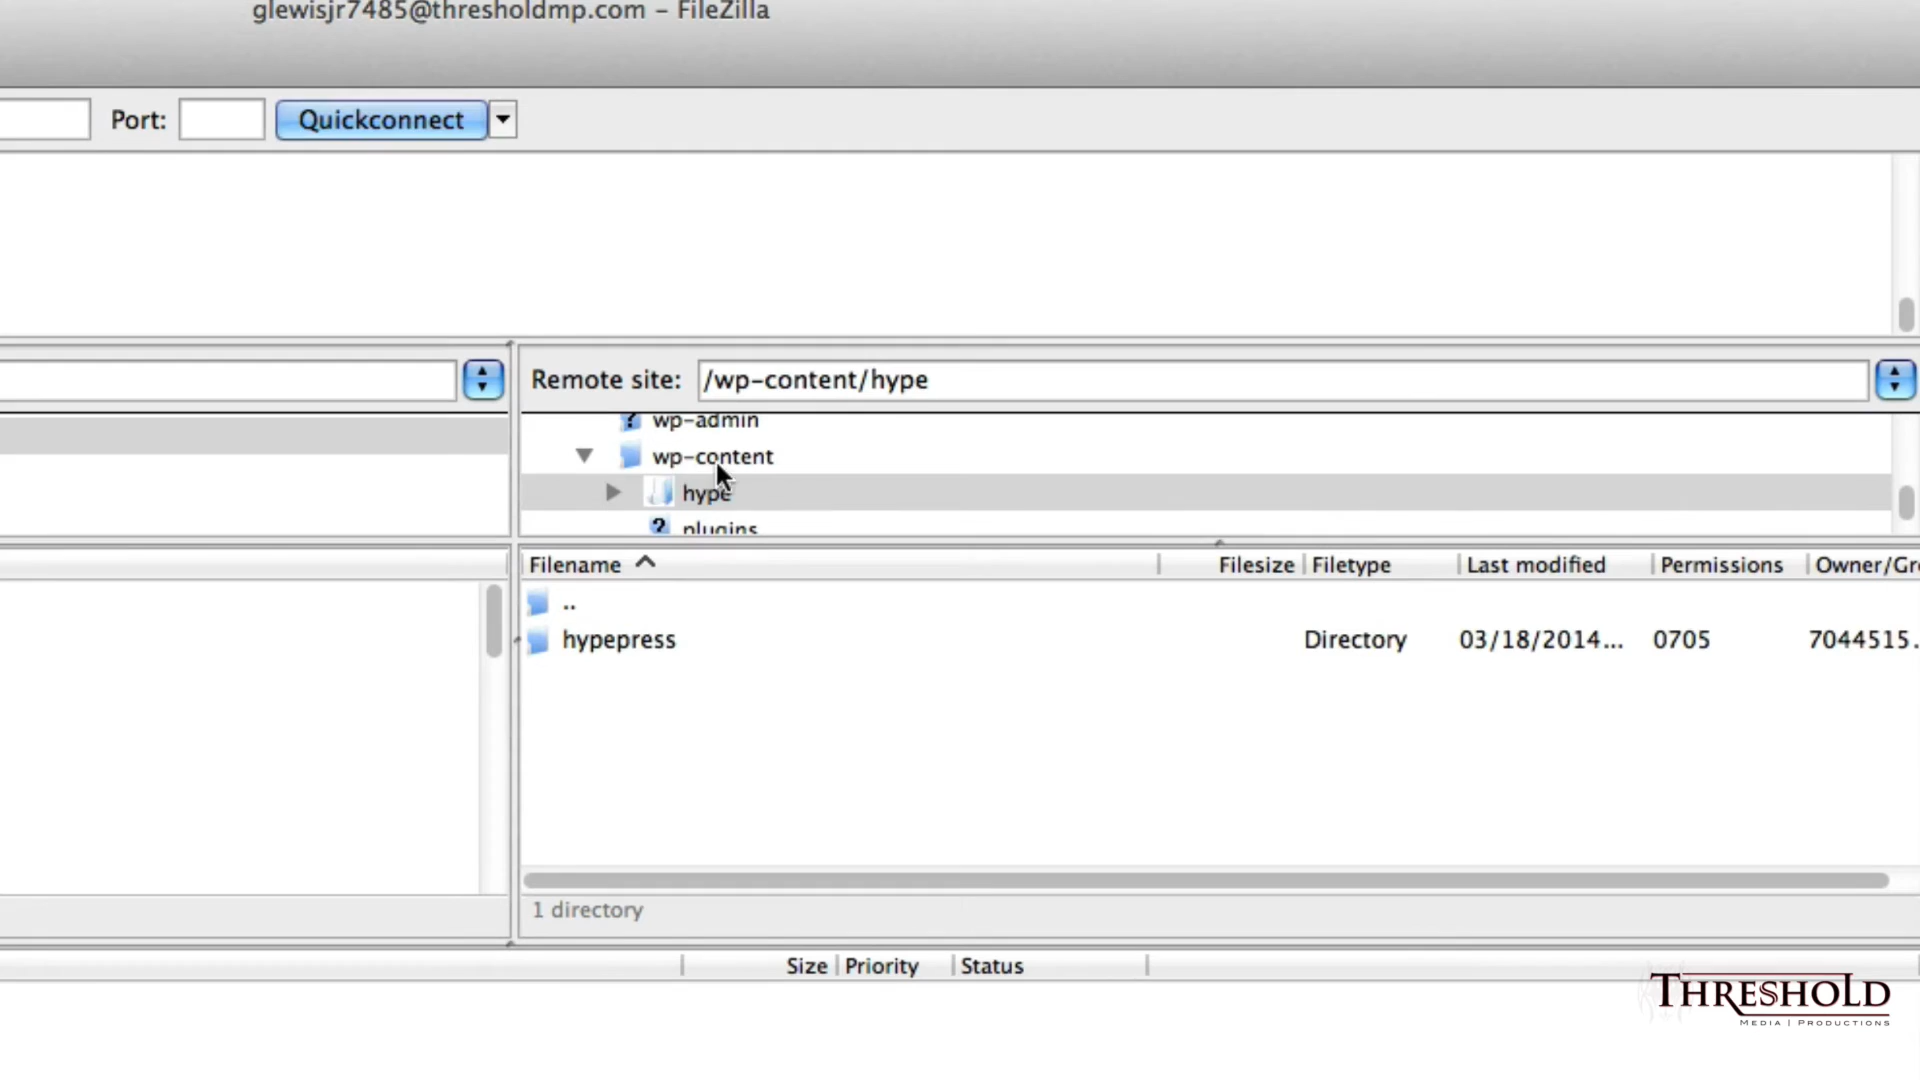 glewisjr7485@thresholdmp.com – FileZilla
Port: Quickconnect
Remote site: /wp-content/hype
wp-admin
wp-content
hype
plugins
Filename Filesize Filetype Last modified Permissions Owner/Gr
..
hypepress Directory 03/18/2014... 0705 7044515.
1 directory
Size Priority Status
THRESHOLD
MEDIA | PRODUCTIONS